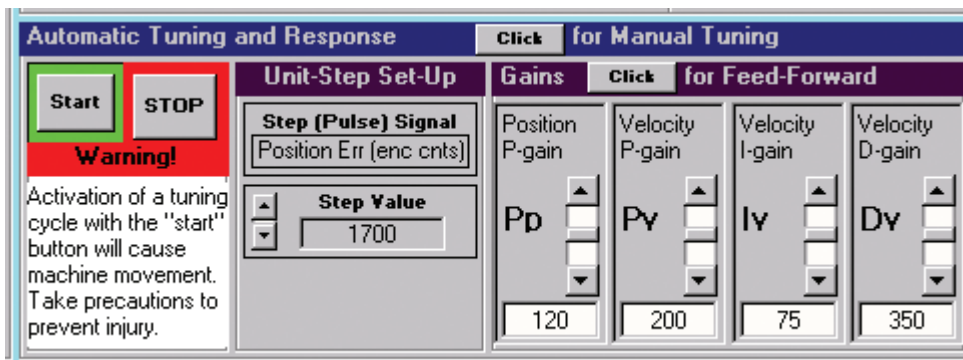 Automatic Tuning and Response Click for Manual Tuning
Start STOP
Warning!
Activation of a tuning
cycle with the "start"
button will cause
machine movement.
Take precautions to
prevent injury.
Unit-Step Set-Up
Step (Pulse) Signal
Position Err (enc cnts)
Step Value
1700
Gains Click for Feed-Forward
Position
P-gain
Pp
120
Velocity
P-gain
Pv
200
Velocity
I-gain
Iv
75
Velocity
D-gain
Dv
350